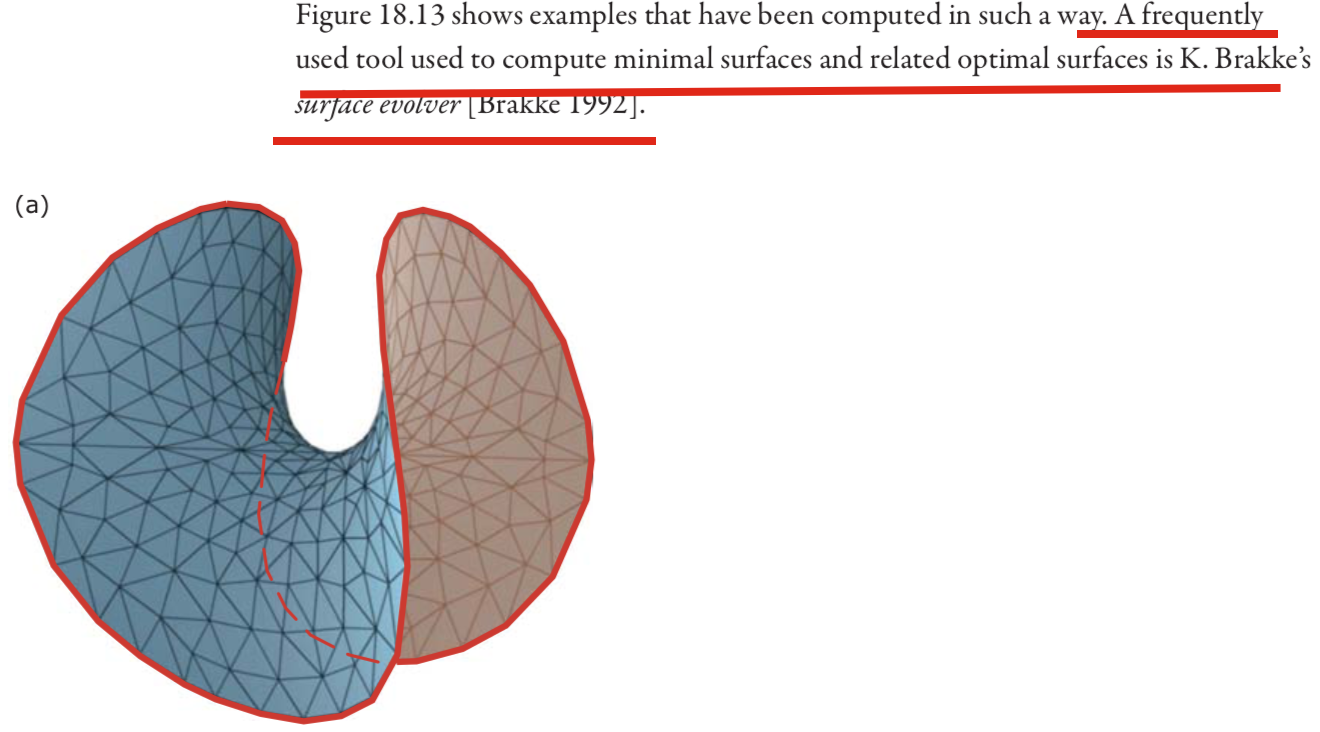 Figure 18.13 shows examples that have been computed in such a way. A frequently
used tool used to compute minimal surfaces and related optimal surfaces is K. Brakke’s
surface evolver [Brakke 1992].
(a)